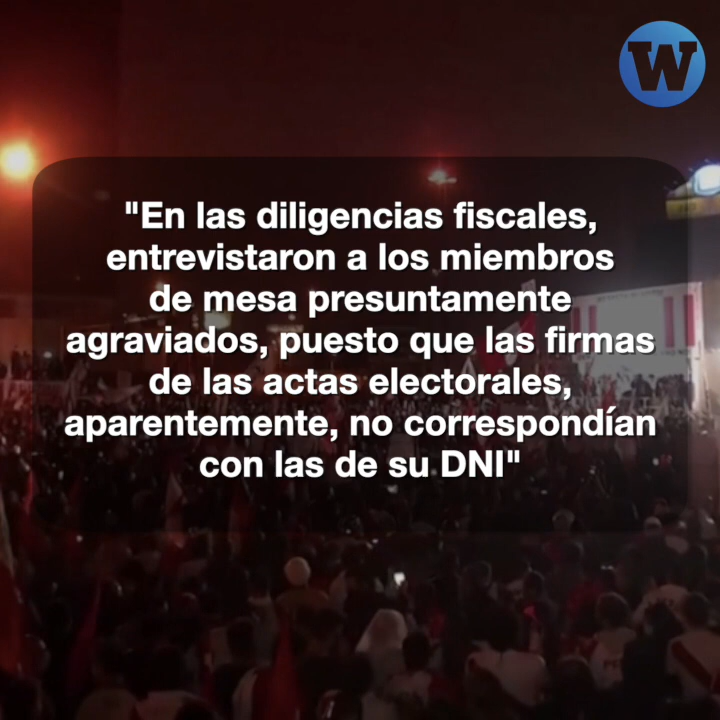 W
"En las diligencias fiscales,
entrevistaron a los miembros
de mesa presuntamente
agraviados, puesto que las firmas
de las actas electorales,
aparentemente, no correspondían
con las de su DNI"